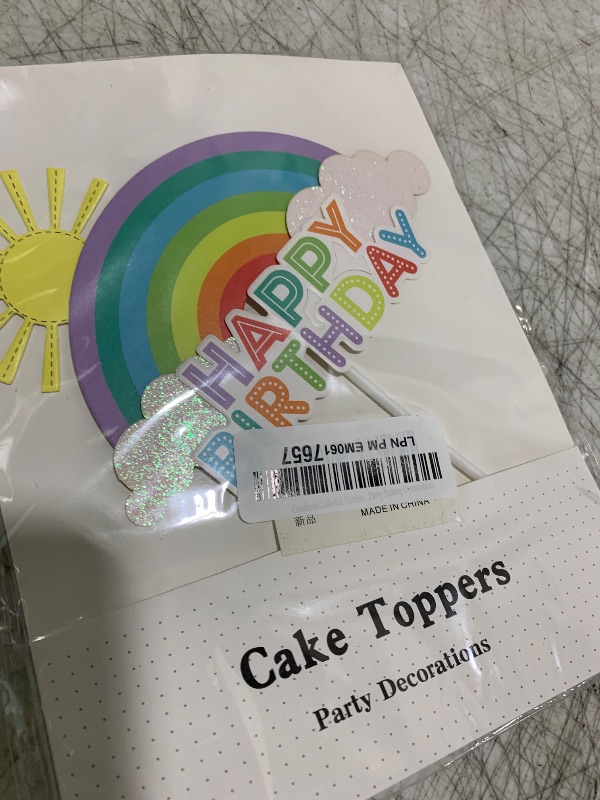 HAPPY
BIRTHDAY
LPN PM EM0617657
新品
MADE IN CHINA
Cake Toppers
Party Decorations